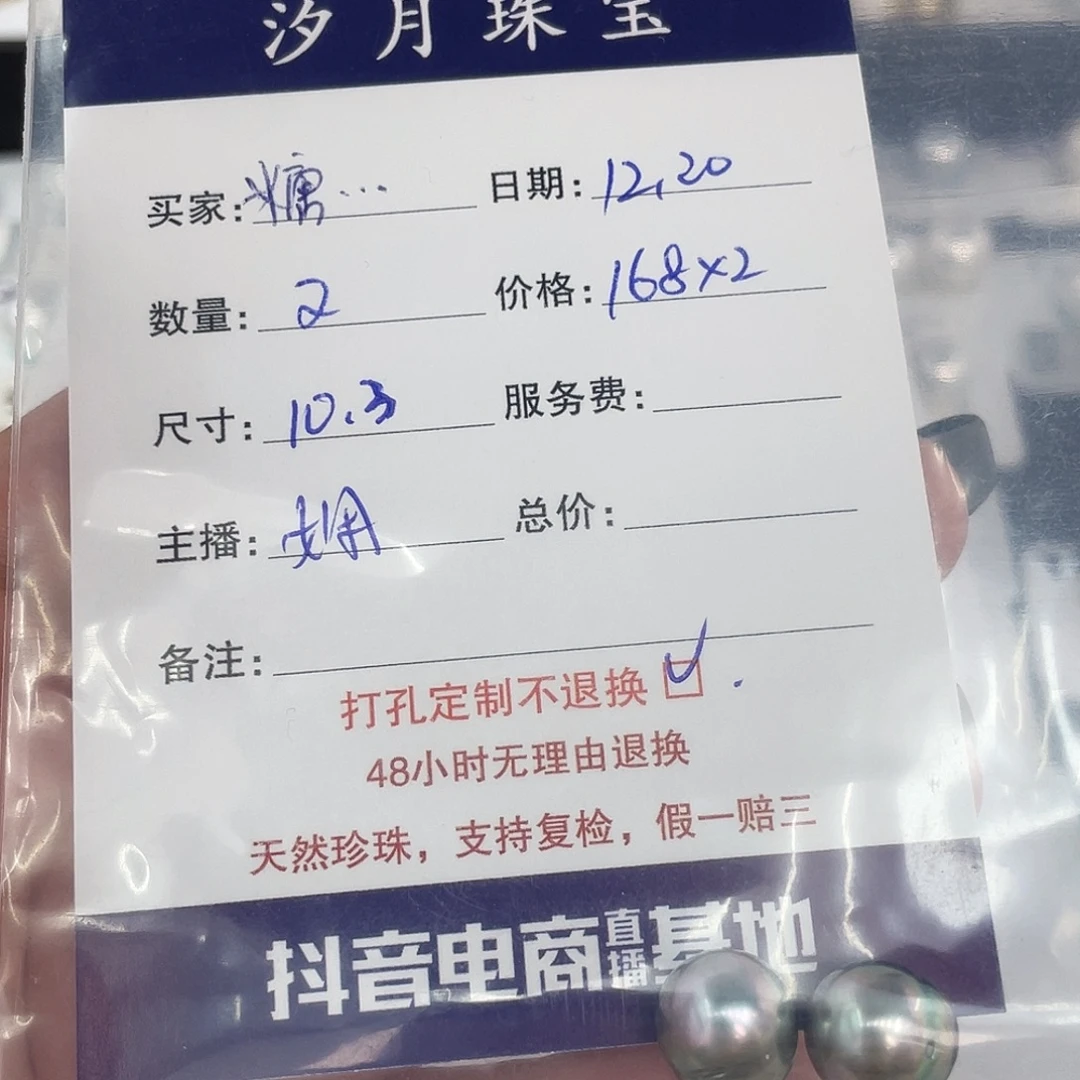 汐月珠宝
买家:糖... 日期:12.20
数量:2 价格:168×2
尺寸:10.3 服务费:
主播:娴 总价:
备注:
打孔定制不退换 ☑
48小时无理由退换
天然珍珠，支持复检，假一赔三
抖音电商直播基地